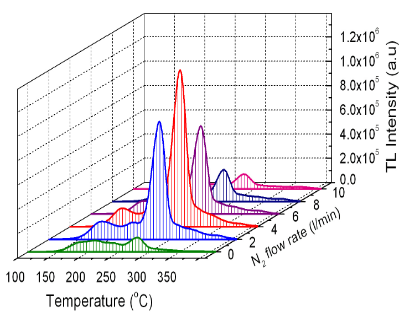 1.2x10⁶
1.0x10⁶
8.0x10⁵
6.0x10⁵
4.0x10⁵
2.0x10⁵
0.0
TL Intensity (a.u)
10
8
6
4
2
0
N₂ flow rate (l/min)
100 150 200 250 300 350
Temperature (°C)